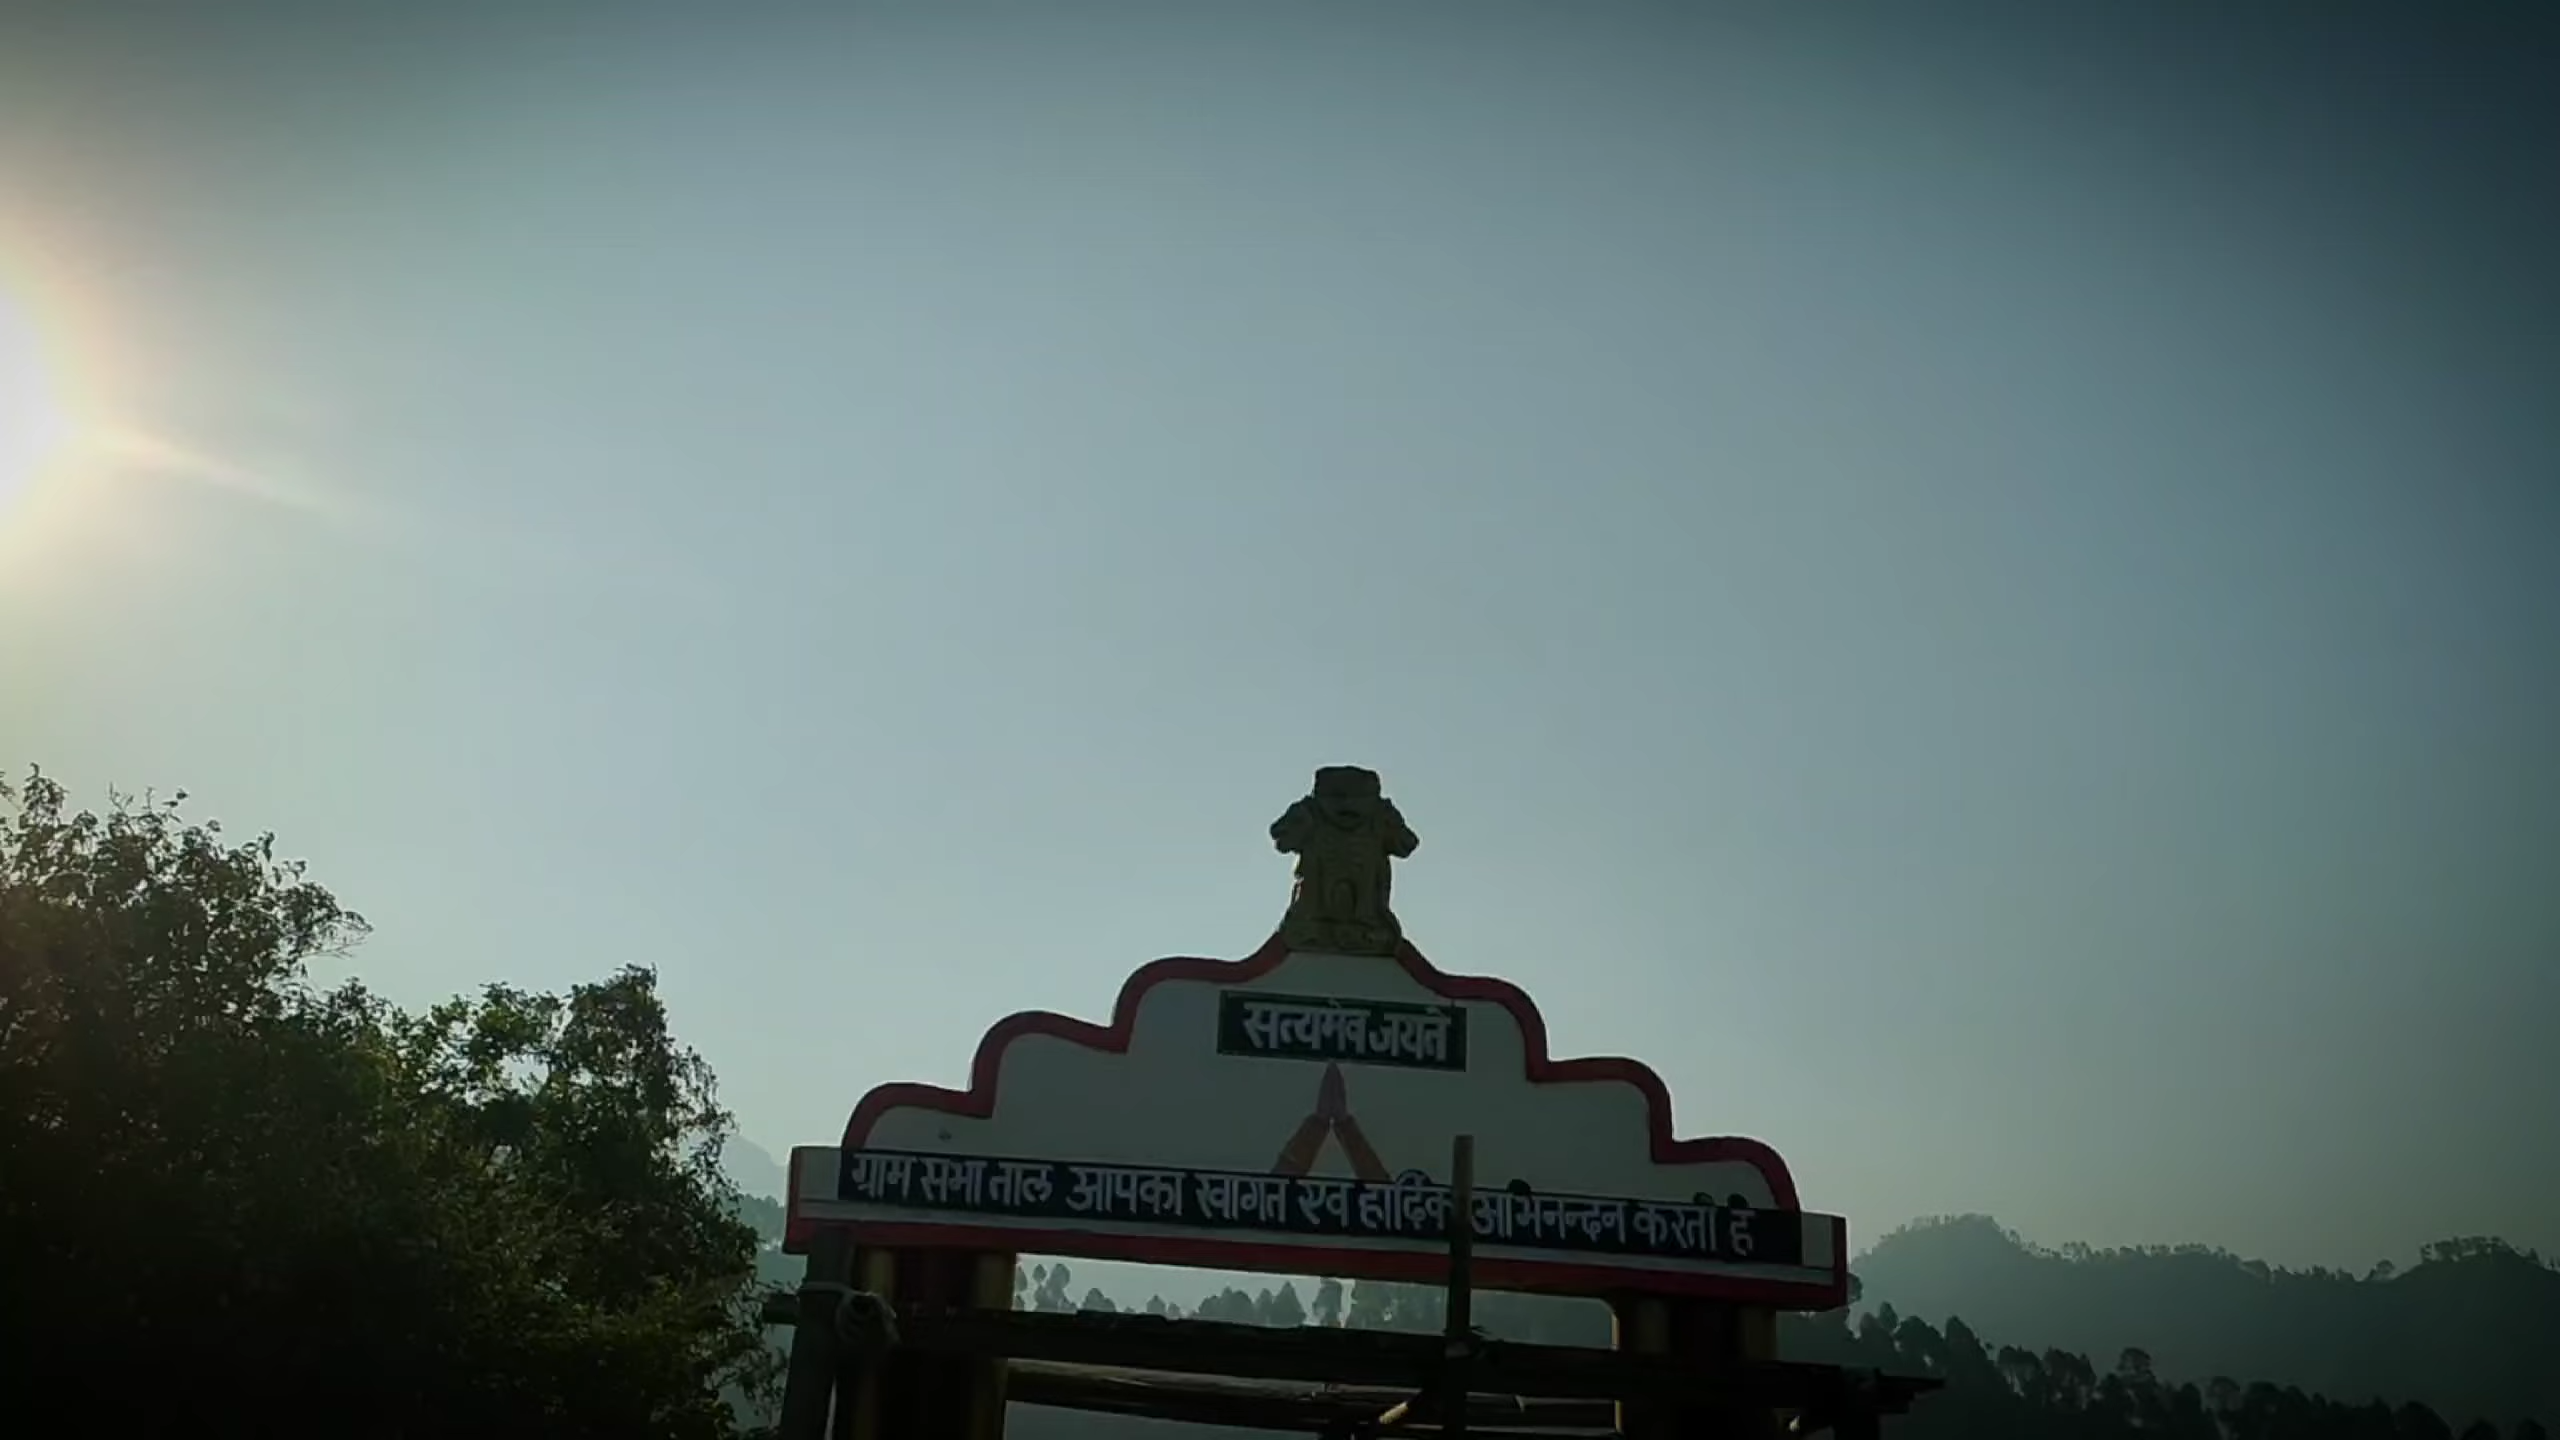 सत्यमेव जयते
ग्राम सभा ताल आपका स्वागत एवं हार्दिक अभिनन्दन करती है